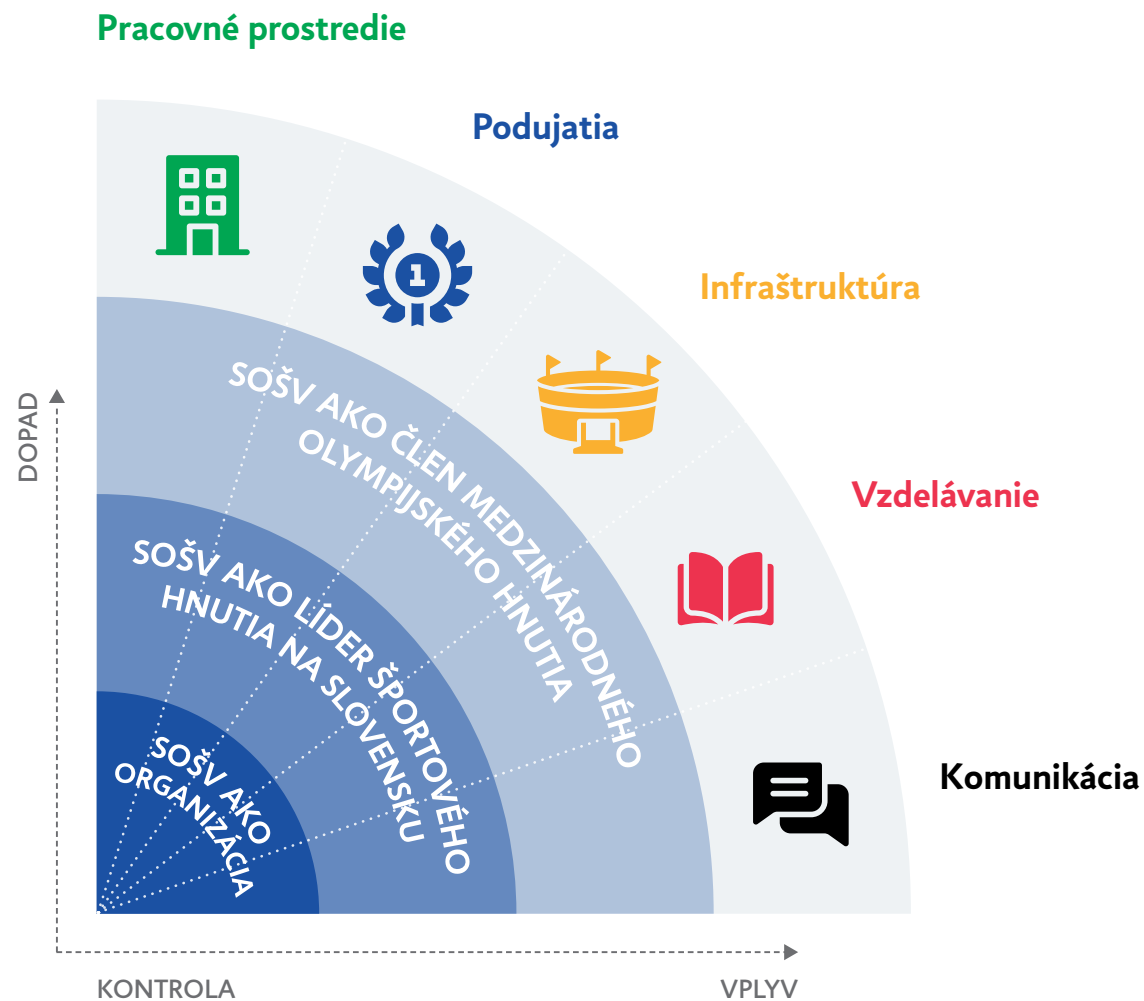 Pracovné prostredie
Podujatia
1
Infraštruktúra
Vzdelávanie
Komunikácia
SOŠV AKO ČLEN MEDZINÁRODNÉHO
OLYMPIJSKÉHO HNUTIA
SOŠV AKO LÍDER ŠPORTOVÉHO
HNUTIA NA SLOVENSKU
SOŠV AKO
ORGANIZÁCIA
DOPAD
KONTROLA
VPLYV